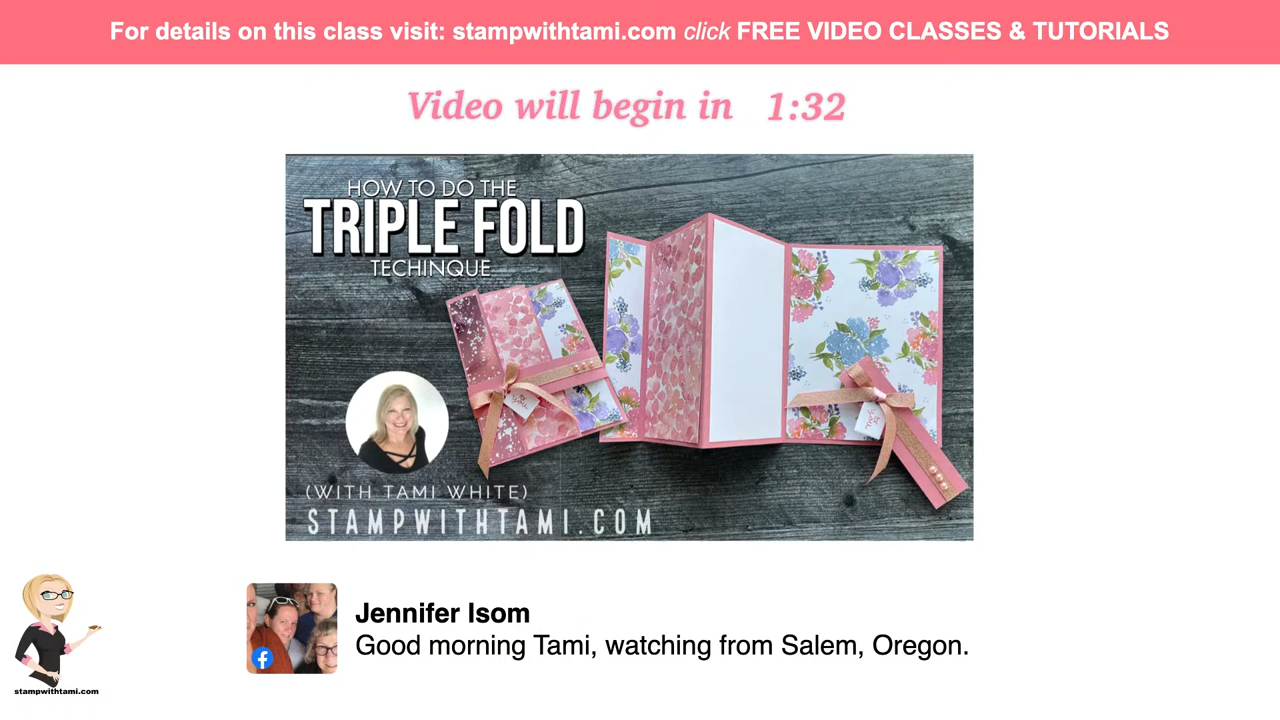 For details on this class visit: stampwithtami.com click FREE VIDEO CLASSES & TUTORIALS
Video will begin in 1:32
HOW TO DO THE
TRIPLE FOLD
TECHINQUE
(WITH TAMI WHITE)
STAMPWITHTAMI.COM
Jennifer Isom
Good morning Tami, watching from Salem, Oregon.
stampwithtami.com